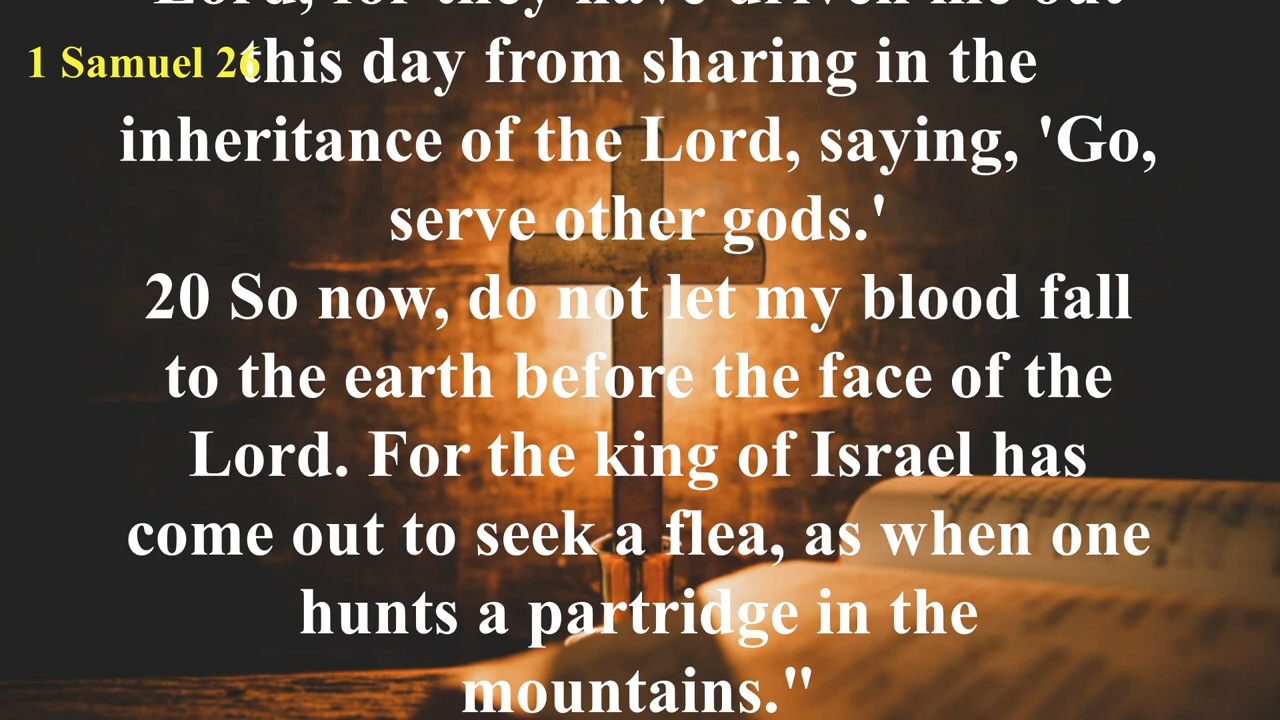 Lord, for they have driven me out
1 Samuel 26
this day from sharing in the
inheritance of the Lord, saying, 'Go,
serve other gods.'
20 So now, do not let my blood fall
to the earth before the face of the
Lord. For the king of Israel has
come out to seek a flea, as when one
hunts a partridge in the
mountains."